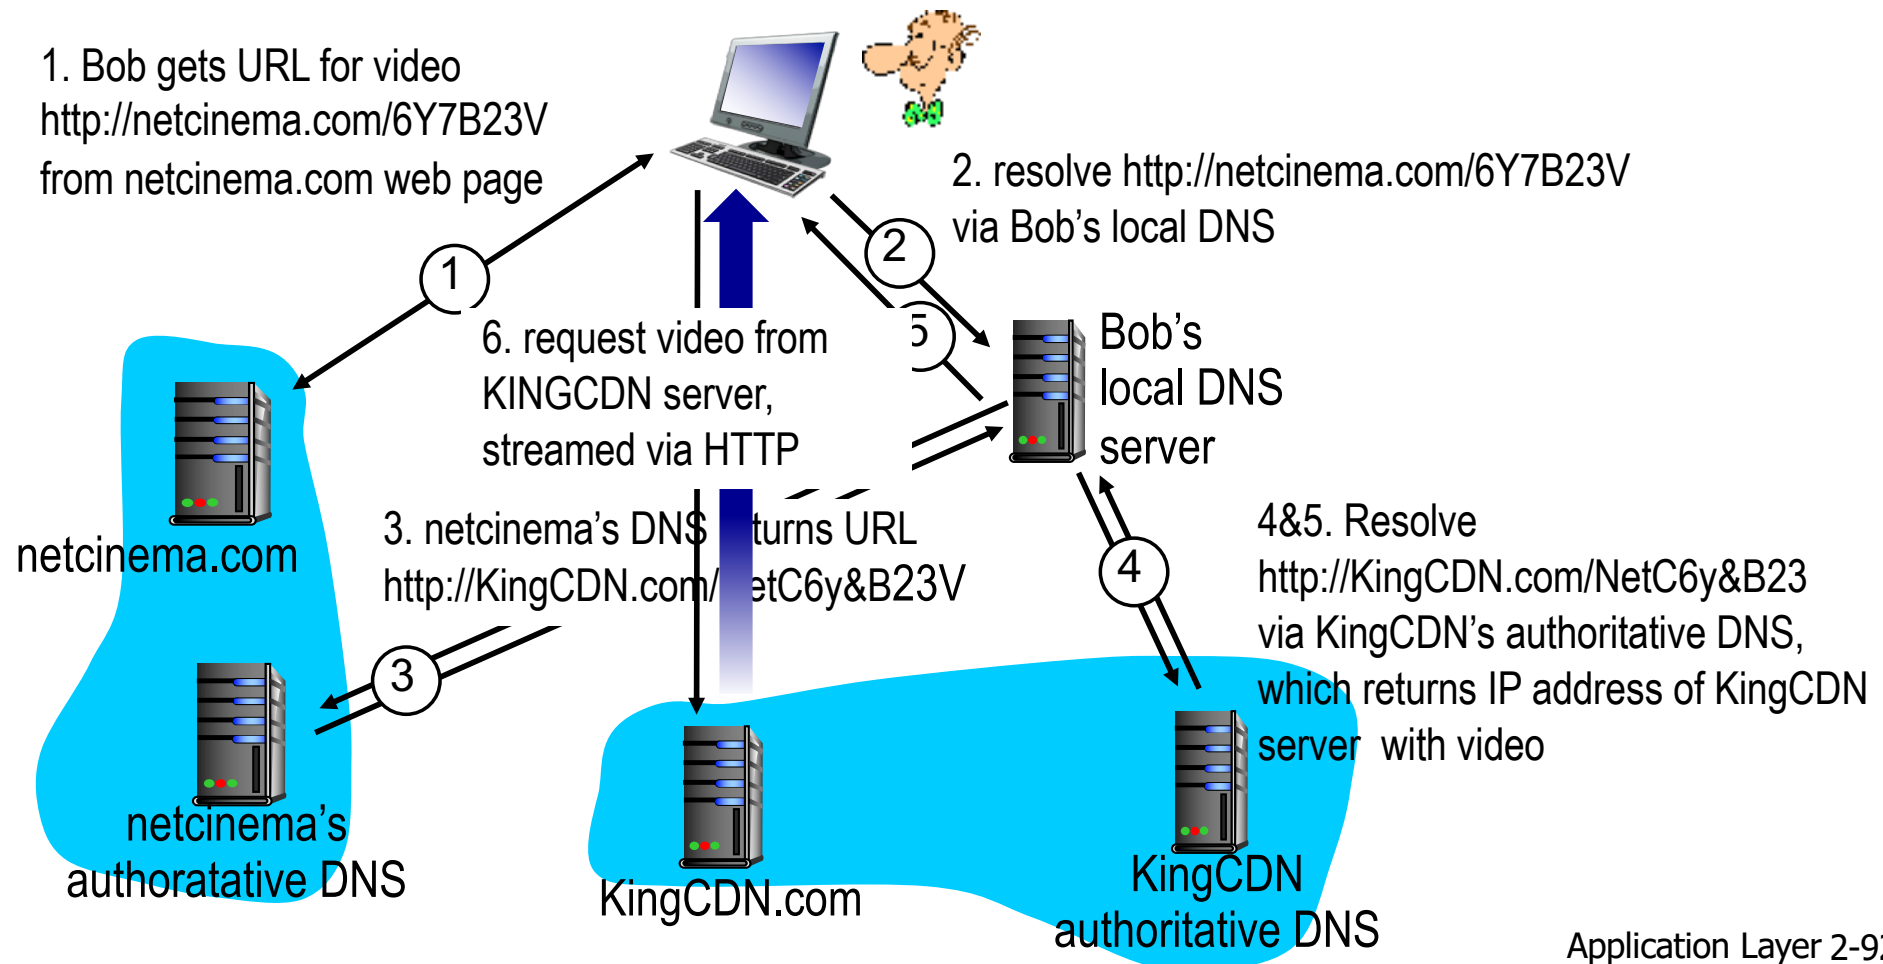 1. Bob gets URL for video
http://netcinema.com/6Y7B23V
from netcinema.com web page
2. resolve http://netcinema.com/6Y7B23V
via Bob's local DNS
1
2
5
6. request video from
KINGCDN server,
streamed via HTTP
Bob's
local DNS
server
netcinema.com
3. netcinema's DNS turns URL
http://KingCDN.com/ etC6y&B23V
4&5. Resolve
http://KingCDN.com/NetC6y&B23
via KingCDN's authoritative DNS,
which returns IP address of KingCDN
server with video
4
3
netcinema's
authoratative DNS
KingCDN.com
KingCDN
authoritative DNS
Application Layer 2-92